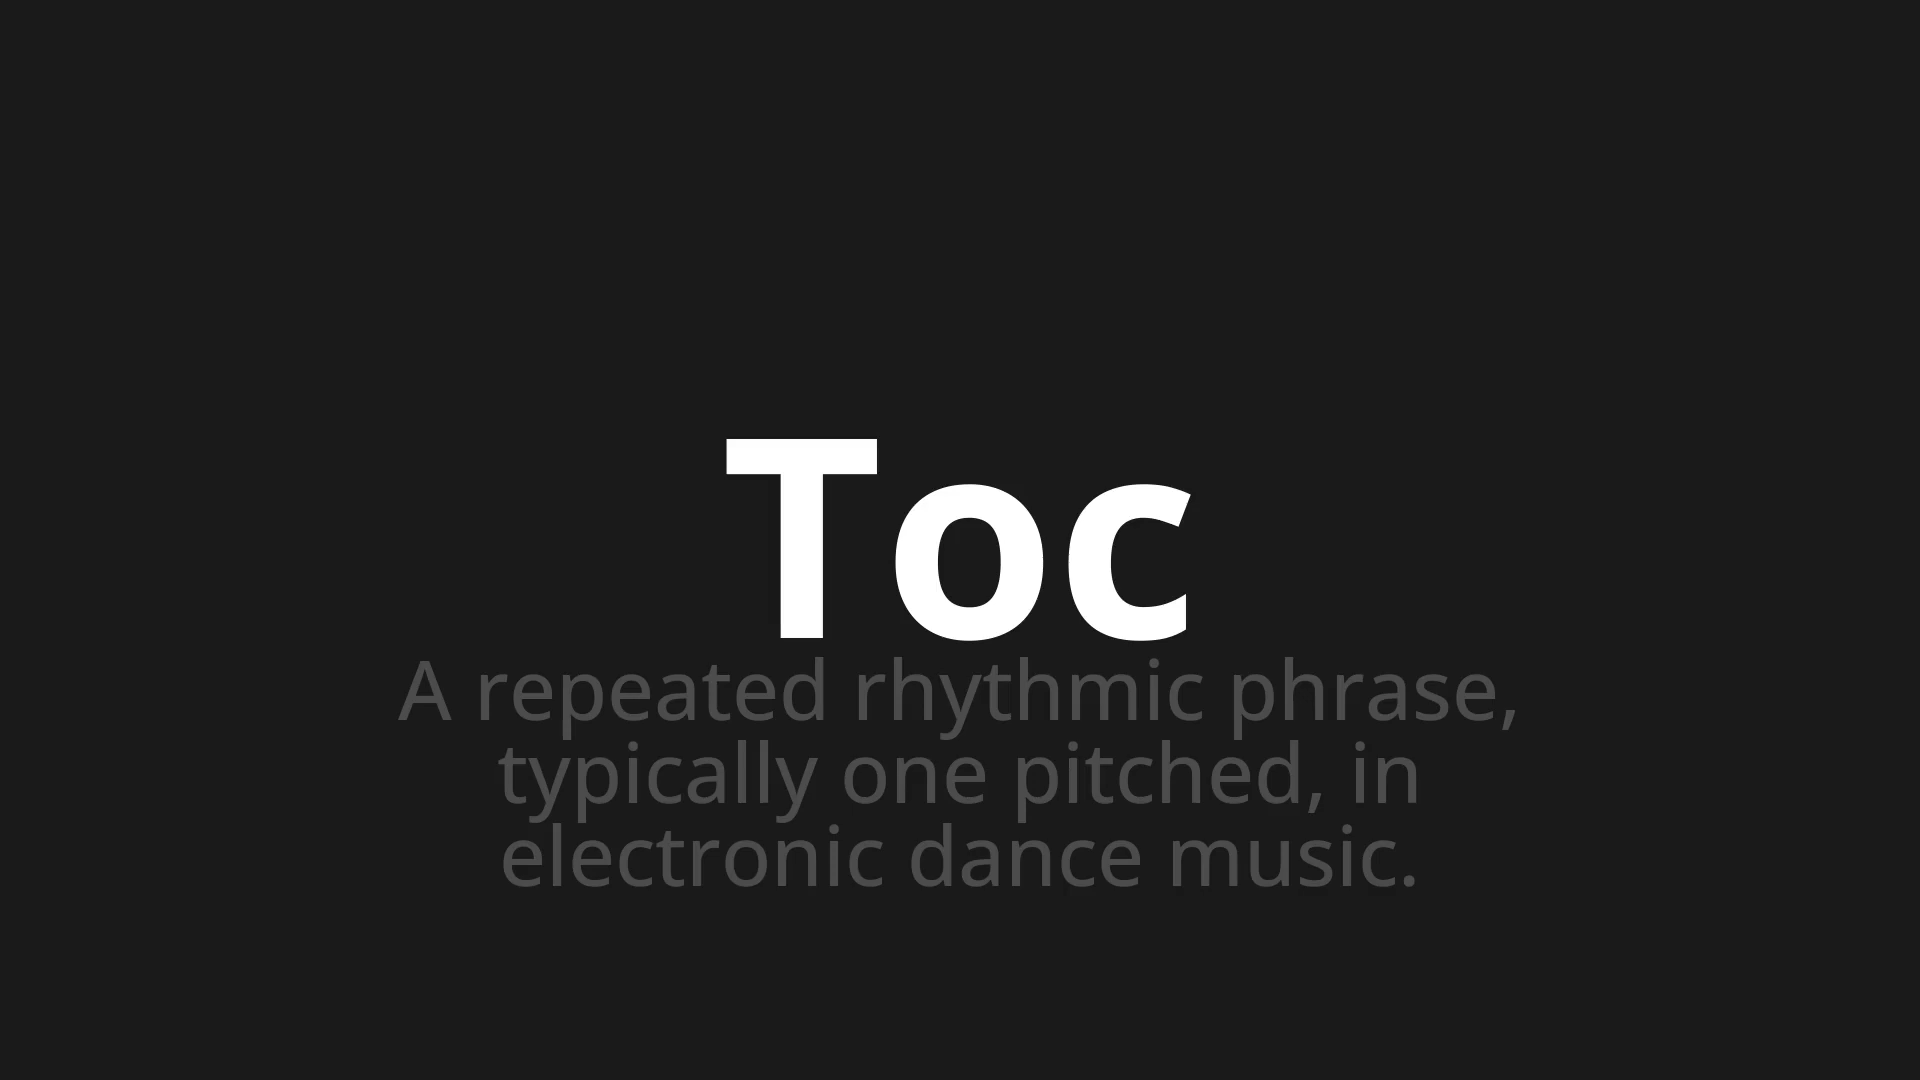 Toc
A repeated rhythmic phrase,
typically one pitched, in
electronic dance music.